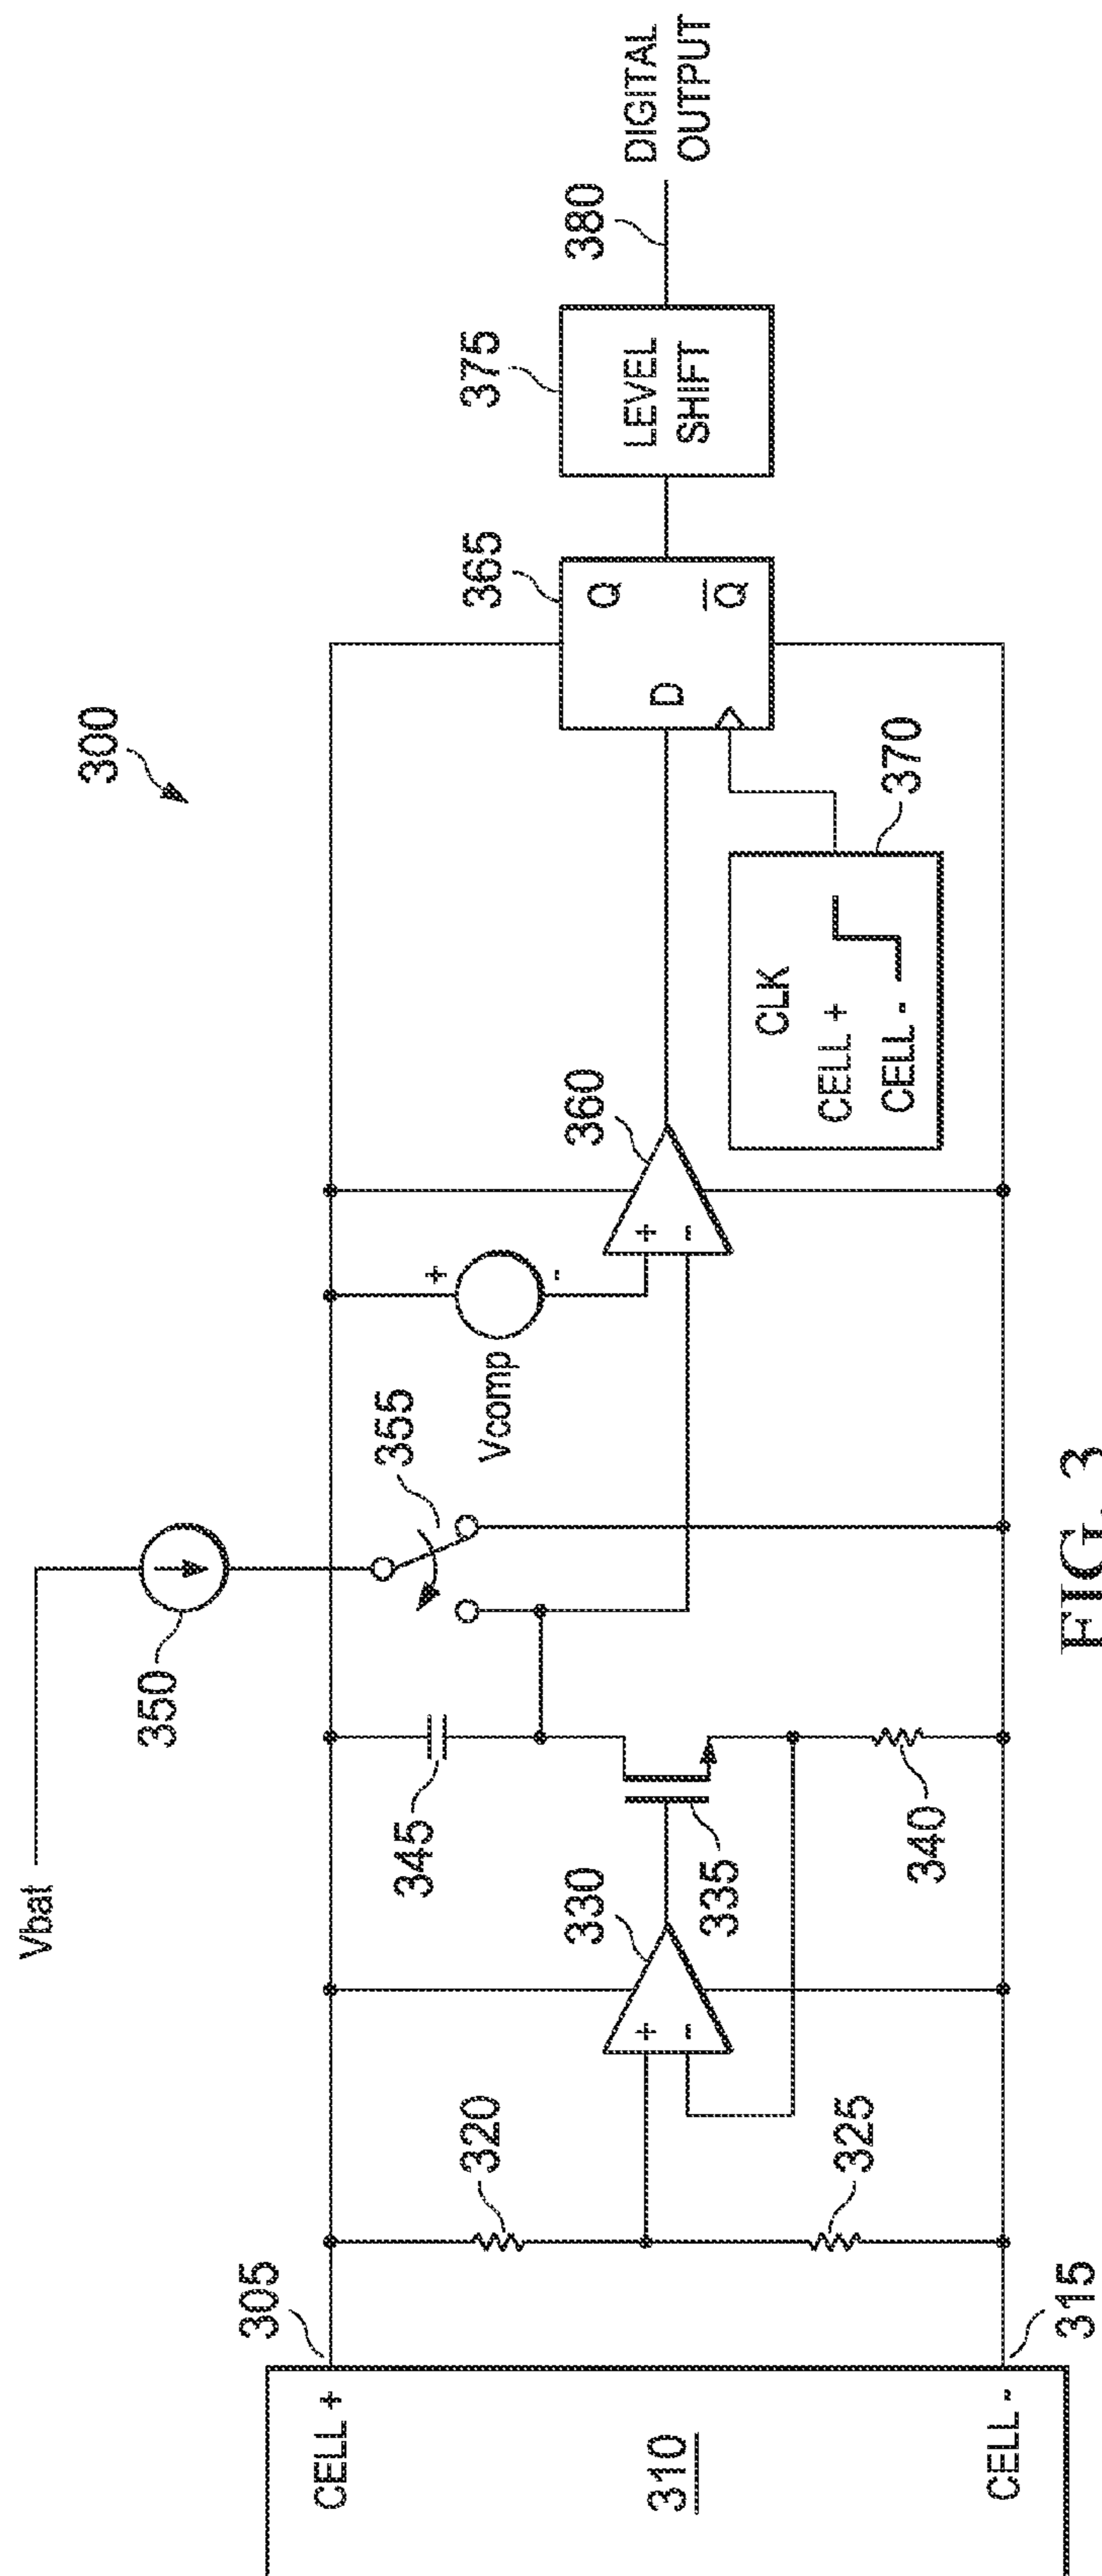 300
Vbat
350
355
305
CELL +
310
CELL -
315
320
325
330
+
-
335
340
345
Vcomp
+
-
360
+
-
CLK
CELL +
CELL -
370
365
D
Q
Q̅
375
LEVEL
SHIFT
380
DIGITAL
OUTPUT
FIG. 3